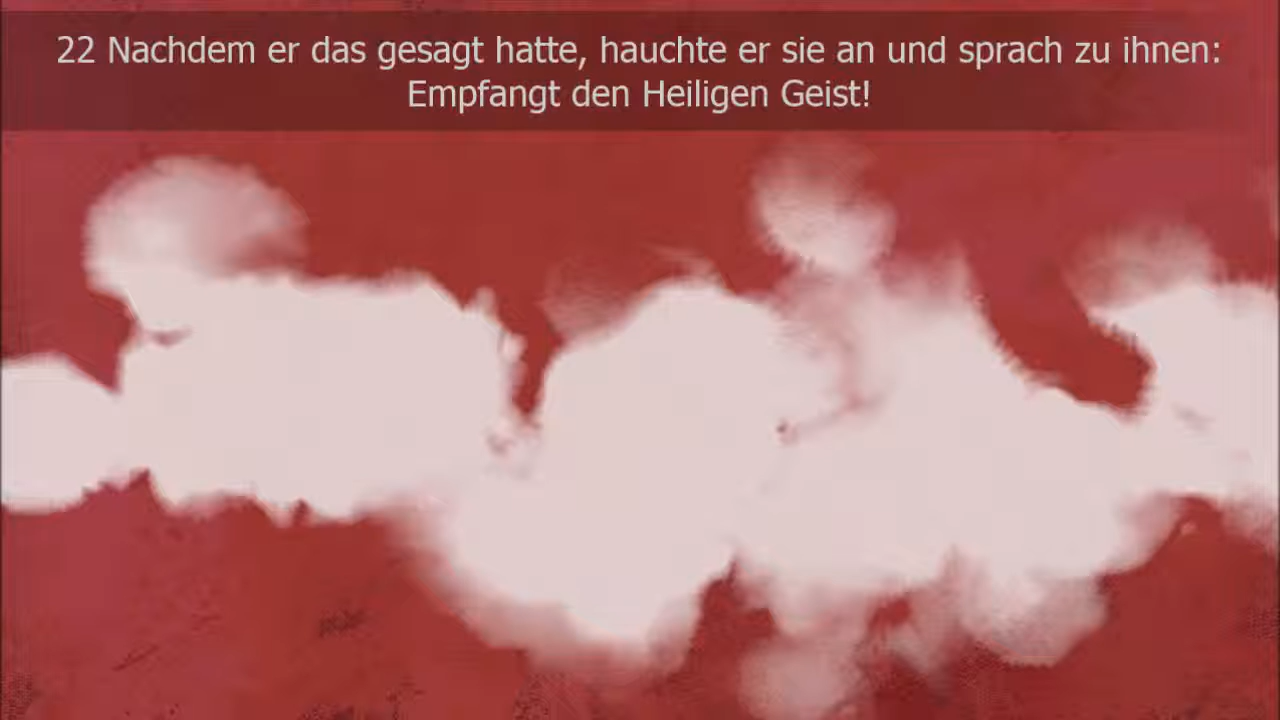 22 Nachdem er das gesagt hatte, hauchte er sie an und sprach zu ihnen:
Empfangt den Heiligen Geist!